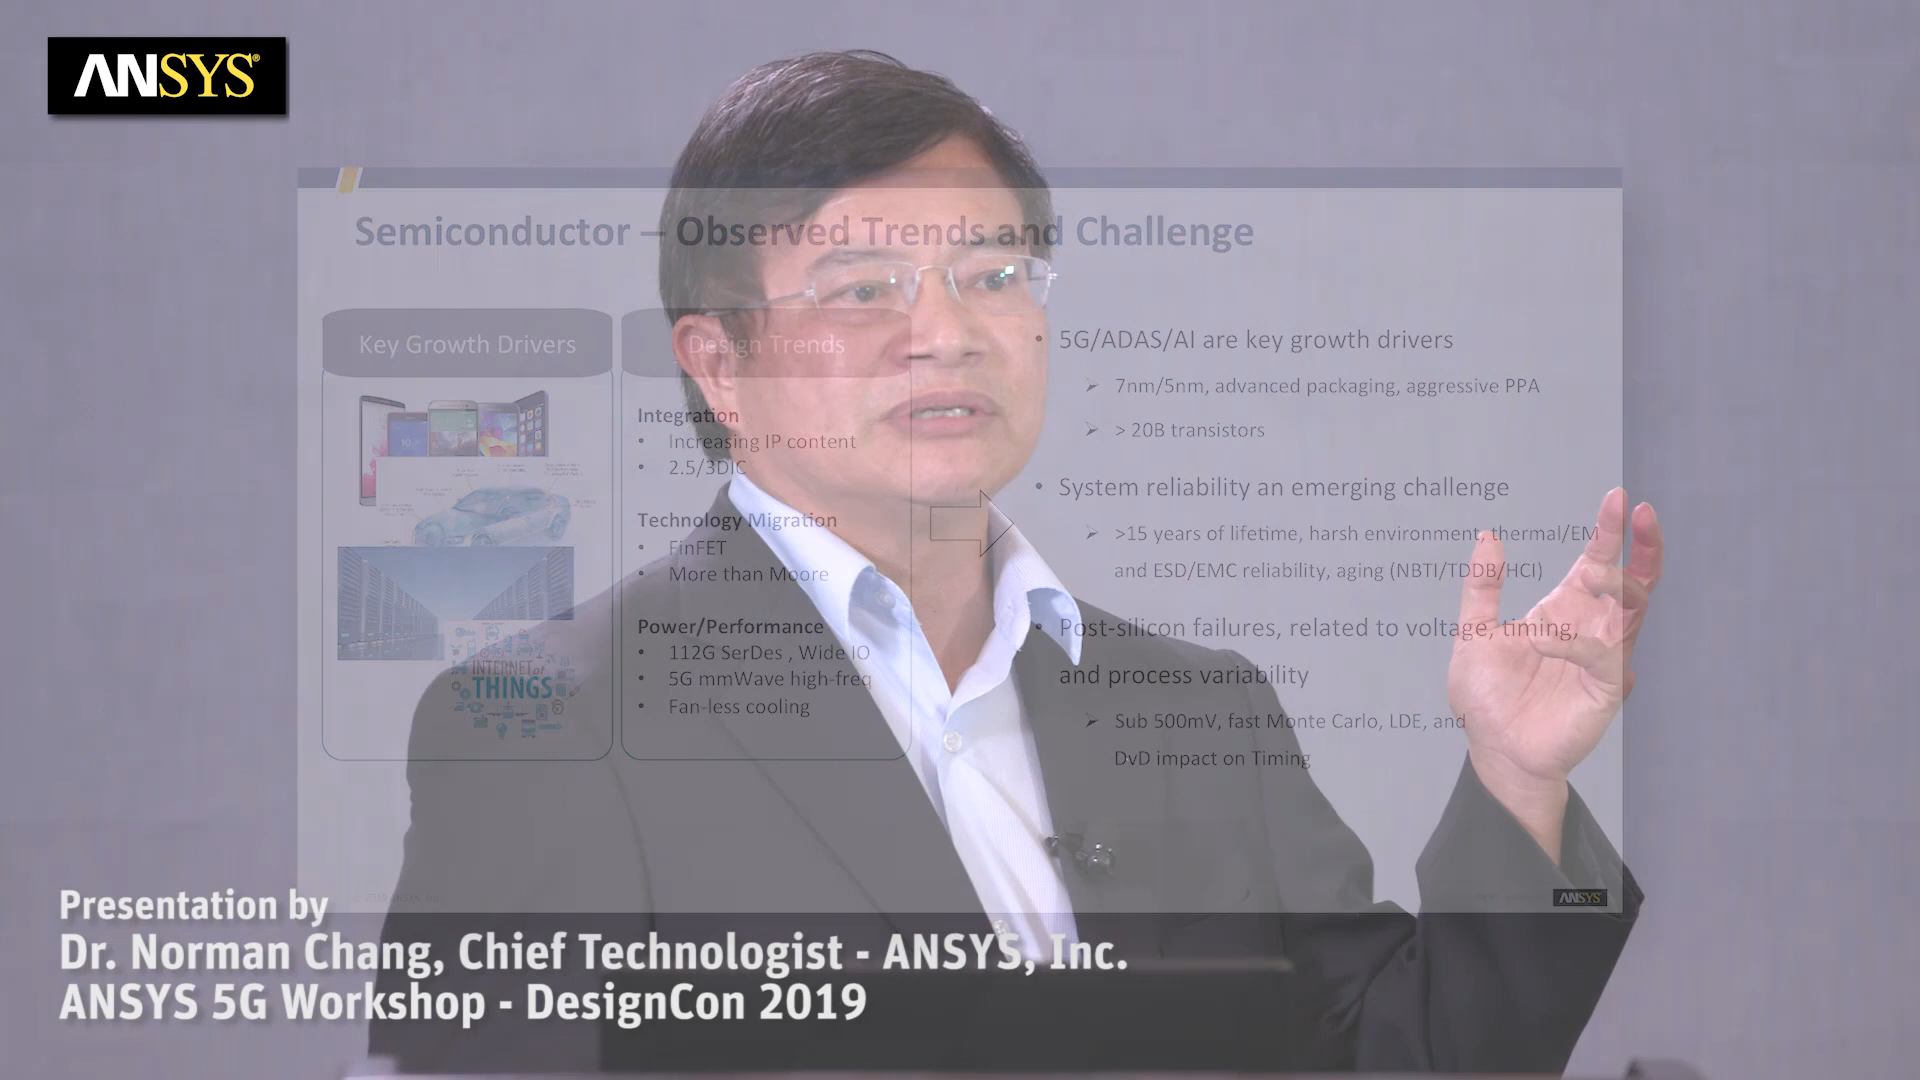 ANSYS®
Semiconductor – Observed Trends and Challenge
Key Growth Drivers
INTERNET of
THINGS
Design Trends
Integration
• Increasing IP content
• 2.5/3DIC
Technology Migration
• FinFET
• More than Moore
Power/Performance
• 112G SerDes , Wide IO
• 5G mmWave high-freq
• Fan-less cooling
• 5G/ADAS/AI are key growth drivers
➢ 7nm/5nm, advanced packaging, aggressive PPA
➢ > 20B transistors
• System reliability an emerging challenge
➢ >15 years of lifetime, harsh environment, thermal/EM
and ESD/EMC reliability, aging (NBTI/TDDB/HCI)
• Post-silicon failures, related to voltage, timing,
and process variability
➢ Sub 500mV, fast Monte Carlo, LDE, and
DvD impact on Timing
ANSYS
Presentation by
Dr. Norman Chang, Chief Technologist - ANSYS, Inc.
ANSYS 5G Workshop - DesignCon 2019